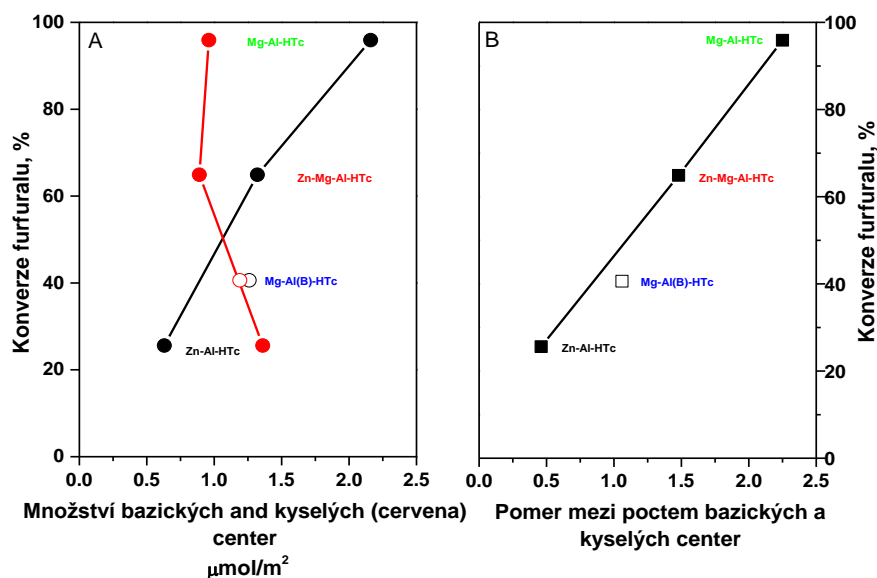 A
B
Mg-Al-HTc
Zn-Mg-Al-HTc
Mg-Al(B)-HTc
Zn-Al-HTc
Konverze furfuralu, %
100
80
60
40
20
0
0.0 0.5 1.0 1.5 2.0 2.5
Množství bazických and kyselých (cervena)
center
µmol/m²
Mg-Al-HTc
Zn-Mg-Al-HTc
Mg-Al(B)-HTc
Zn-Al-HTc
0.0 0.5 1.0 1.5 2.0 2.5
Pomer mezi poctem bazických a
kyselých center
100
80
60
40
20
0
Konverze furfuralu, %